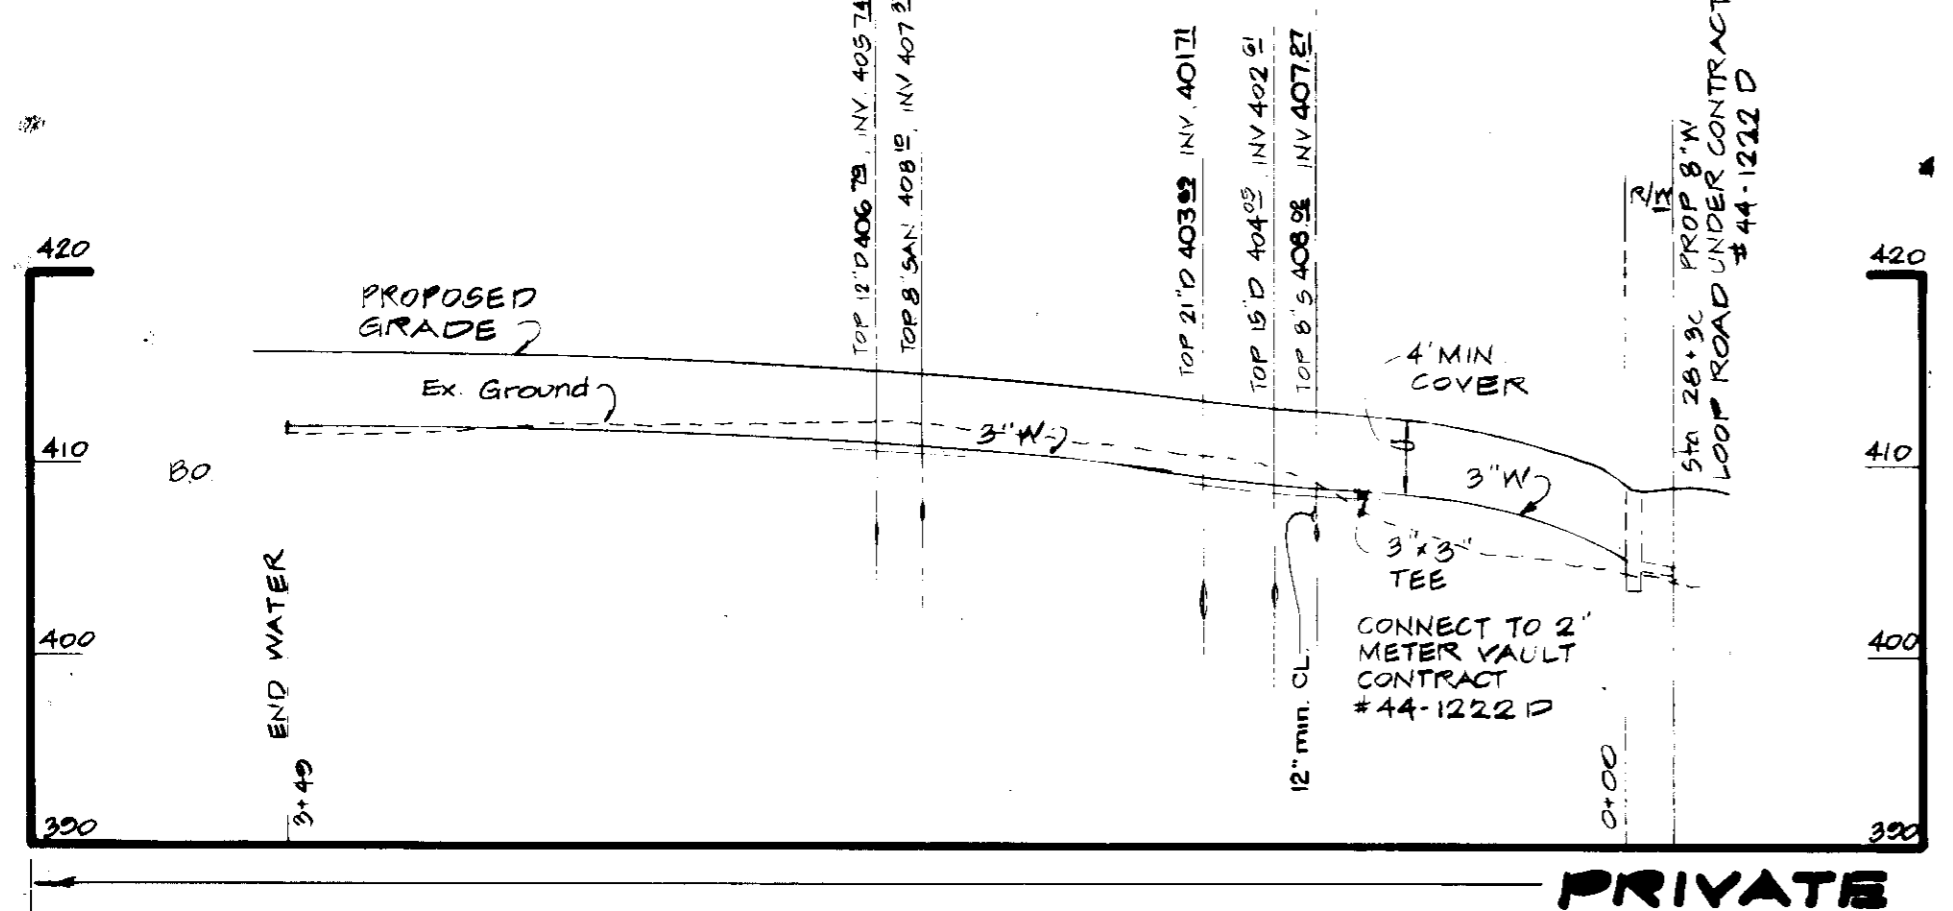 TOP 12"D 406 79, INV. 405 74
TOP 8" SAN 408 10, INV 407
TOP 21"D 403 INV. 401 71
TOP 15"D 404 05, INV 402 61
TOP 8"S 408. INV 407.27
R/W
Sta 28+30 PROP 8"W
LOOP ROAD UNDER CONTRACT
#44-1222 D
420
420
PROPOSED
GRADE
4' MIN
COVER
Ex. Ground
3"W
410
410
B.O.
3"W
3"x3"
TEE
CONNECT TO 2"
METER VAULT
CONTRACT
#44-1222 D
400
400
END WATER
12" min. CL.
3+49
0+00
390
390
PRIVATE